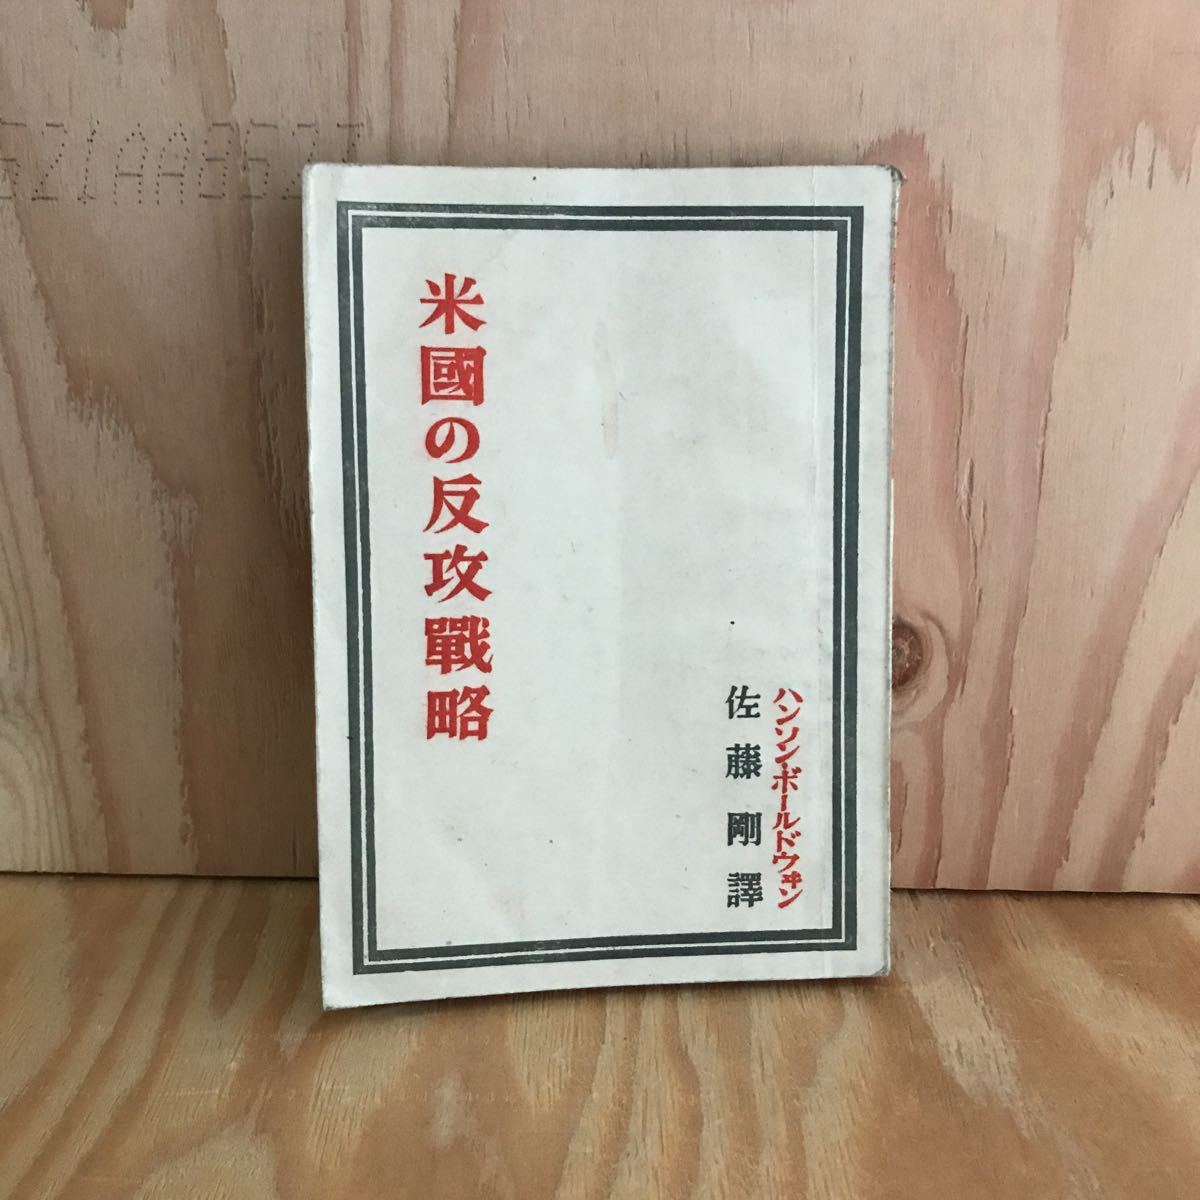 ハンソン・ボールドウヰン
佐藤剛譯
米國の反攻戰略